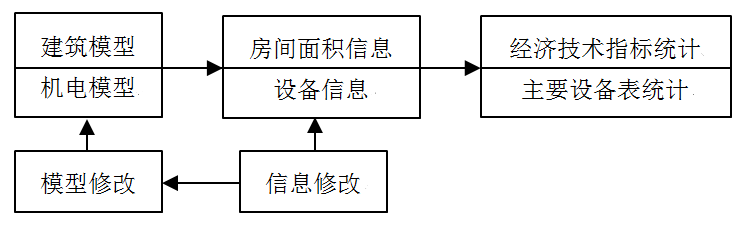 建筑模型
机电模型
房间面积信息
设备信息
经济技术指标统计
主要设备表统计
模型修改
信息修改